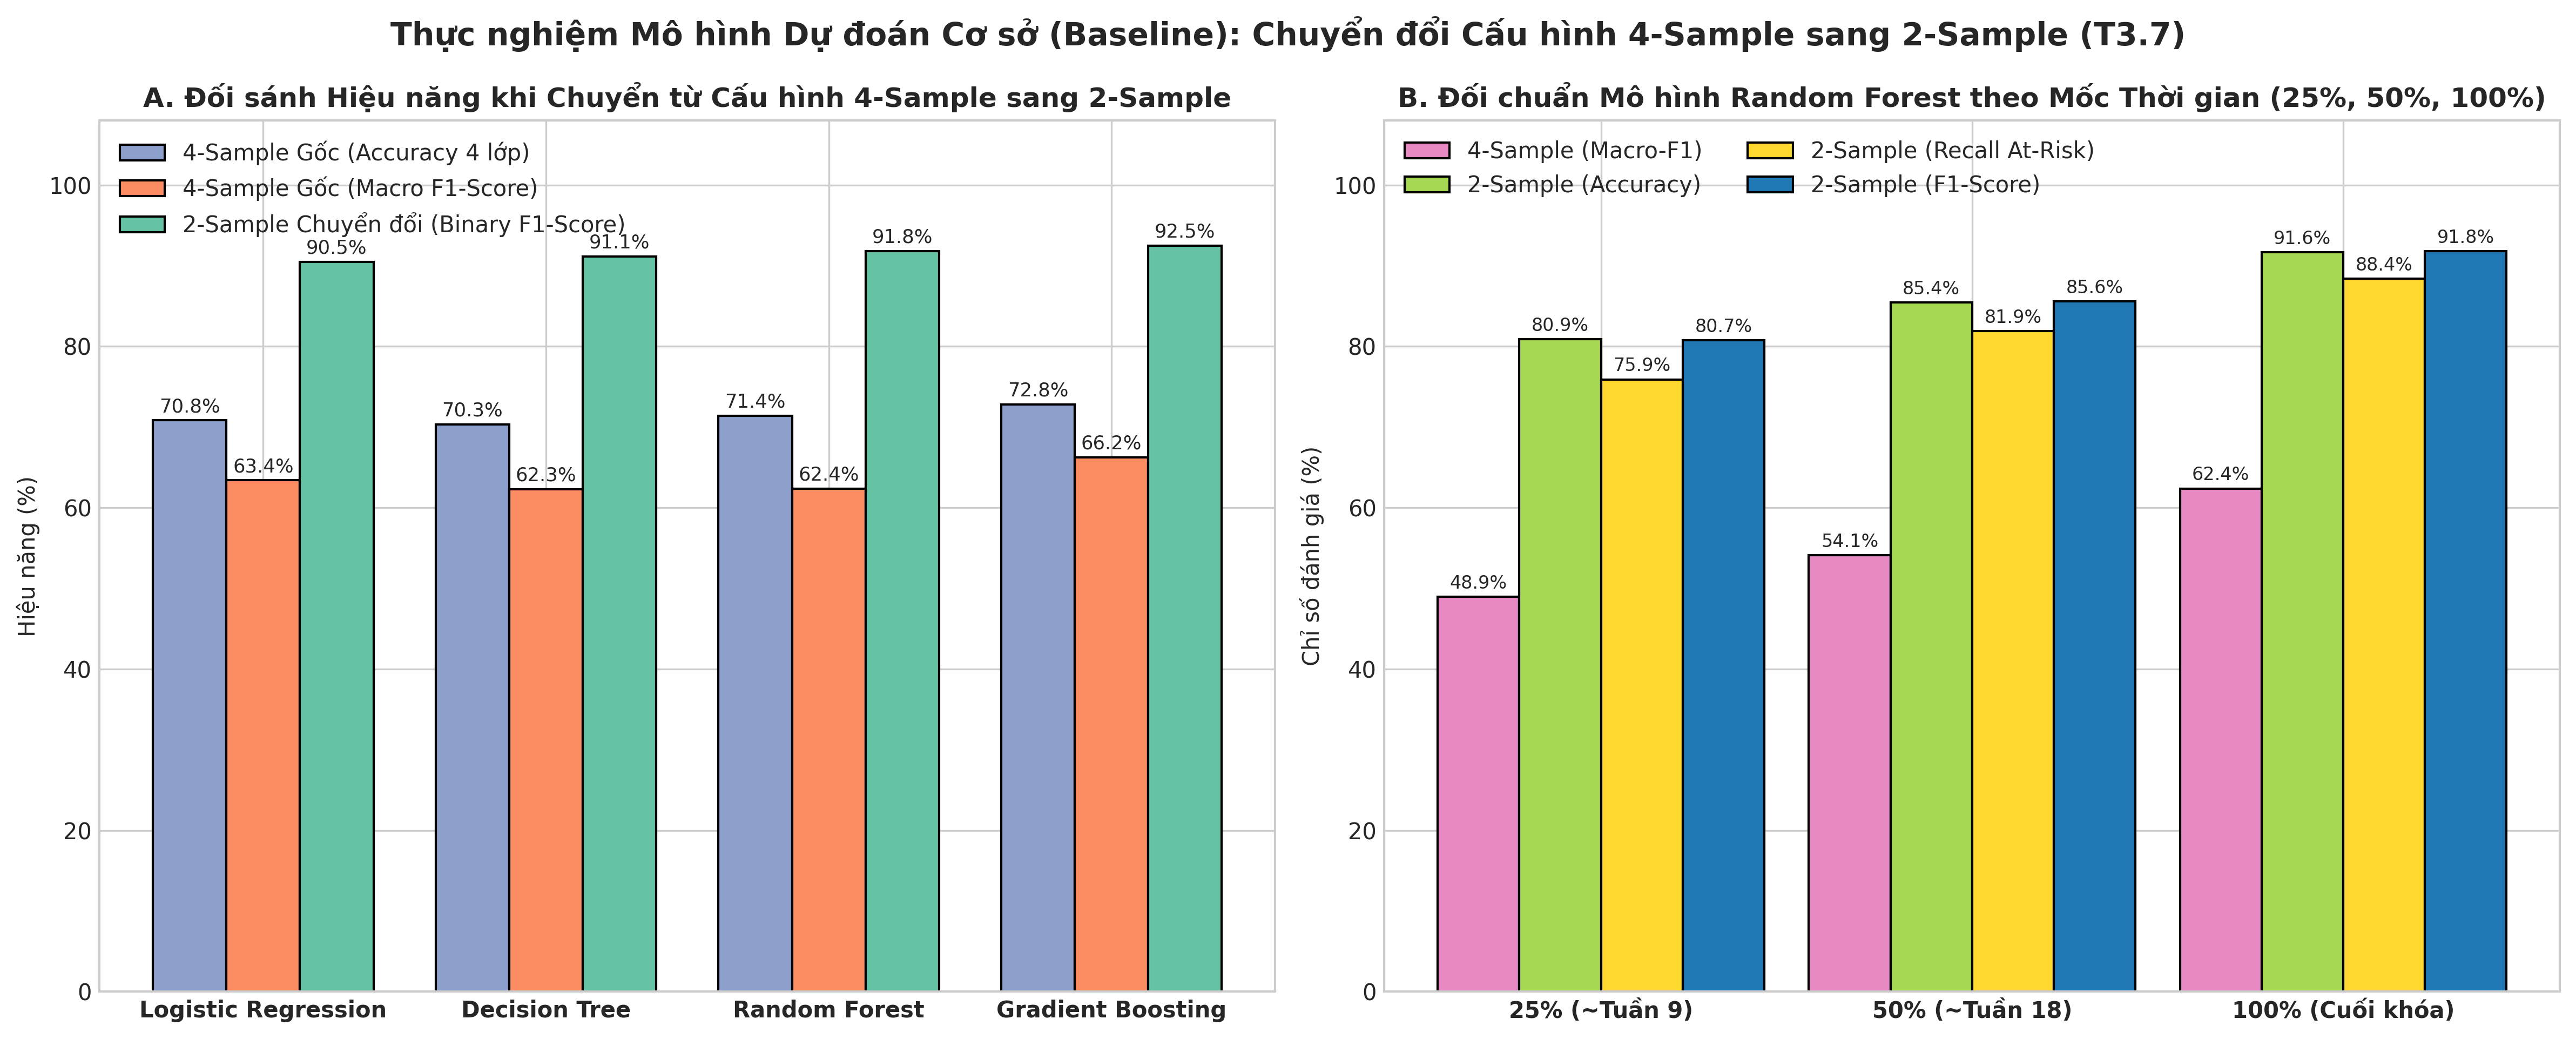 Thực nghiệm Mô hình Dự đoán Cơ sở (Baseline): Chuyển đổi Cấu hình 4-Sample sang 2-Sample (T3.7)
A. Đối sánh Hiệu năng khi Chuyển từ Cấu hình 4-Sample sang 2-Sample
4-Sample Gốc (Accuracy 4 lớp)
4-Sample Gốc (Macro F1-Score)
2-Sample Chuyển đổi (Binary F1-Score)
Hiệu năng (%)
100
80
60
40
20
0
70.8%
63.4%
90.5%
70.3%
62.3%
91.1%
71.4%
62.4%
91.8%
72.8%
66.2%
92.5%
Logistic Regression
Decision Tree
Random Forest
Gradient Boosting
B. Đối chuẩn Mô hình Random Forest theo Mốc Thời gian (25%, 50%, 100%)
4-Sample (Macro-F1)
2-Sample (Accuracy)
2-Sample (Recall At-Risk)
2-Sample (F1-Score)
Chỉ số đánh giá (%)
100
80
60
40
20
0
48.9%
80.9%
75.9%
80.7%
54.1%
85.4%
81.9%
85.6%
62.4%
91.6%
88.4%
91.8%
25% (~Tuần 9)
50% (~Tuần 18)
100% (Cuối khóa)